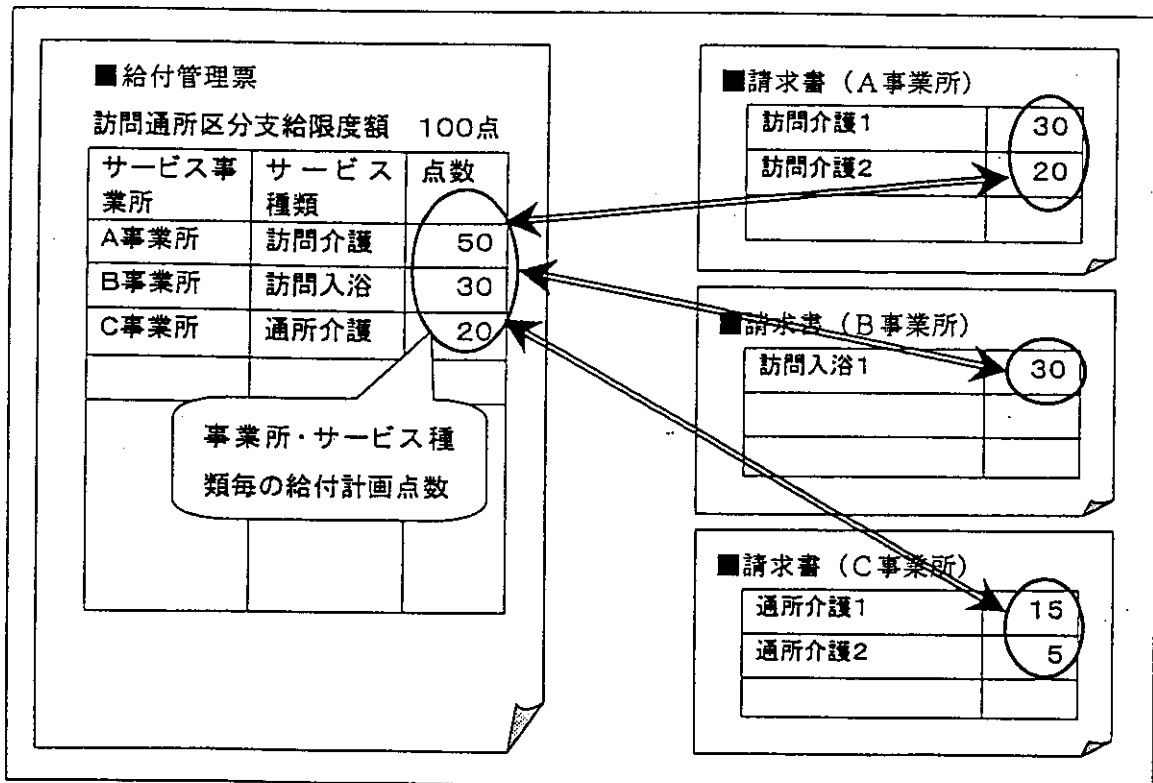 ■給付管理票
訪問通所区分支給限度額 100点
サービス事業所 サービス種類 点数
A事業所 訪問介護 50
B事業所 訪問入浴 30
C事業所 通所介護 20
事業所・サービス種
類毎の給付計画点数
■請求書（A事業所）
訪問介護1 30
訪問介護2 20
■請求書（B事業所）
訪問入浴1 30
■請求書（C事業所）
通所介護1 15
通所介護2 5